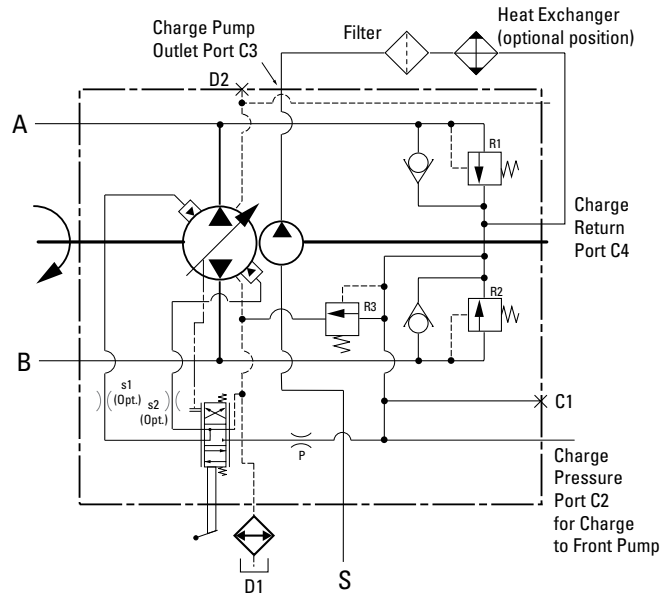 Charge Pump
Outlet Port C3
Filter
Heat Exchanger
(optional position)
D2
A
R1
Charge
Return
Port C4
R3
R2
B
s1
(Opt.)
s2
(Opt.)
C1
P
Charge
Pressure
Port C2
for Charge
to Front Pump
D1
S